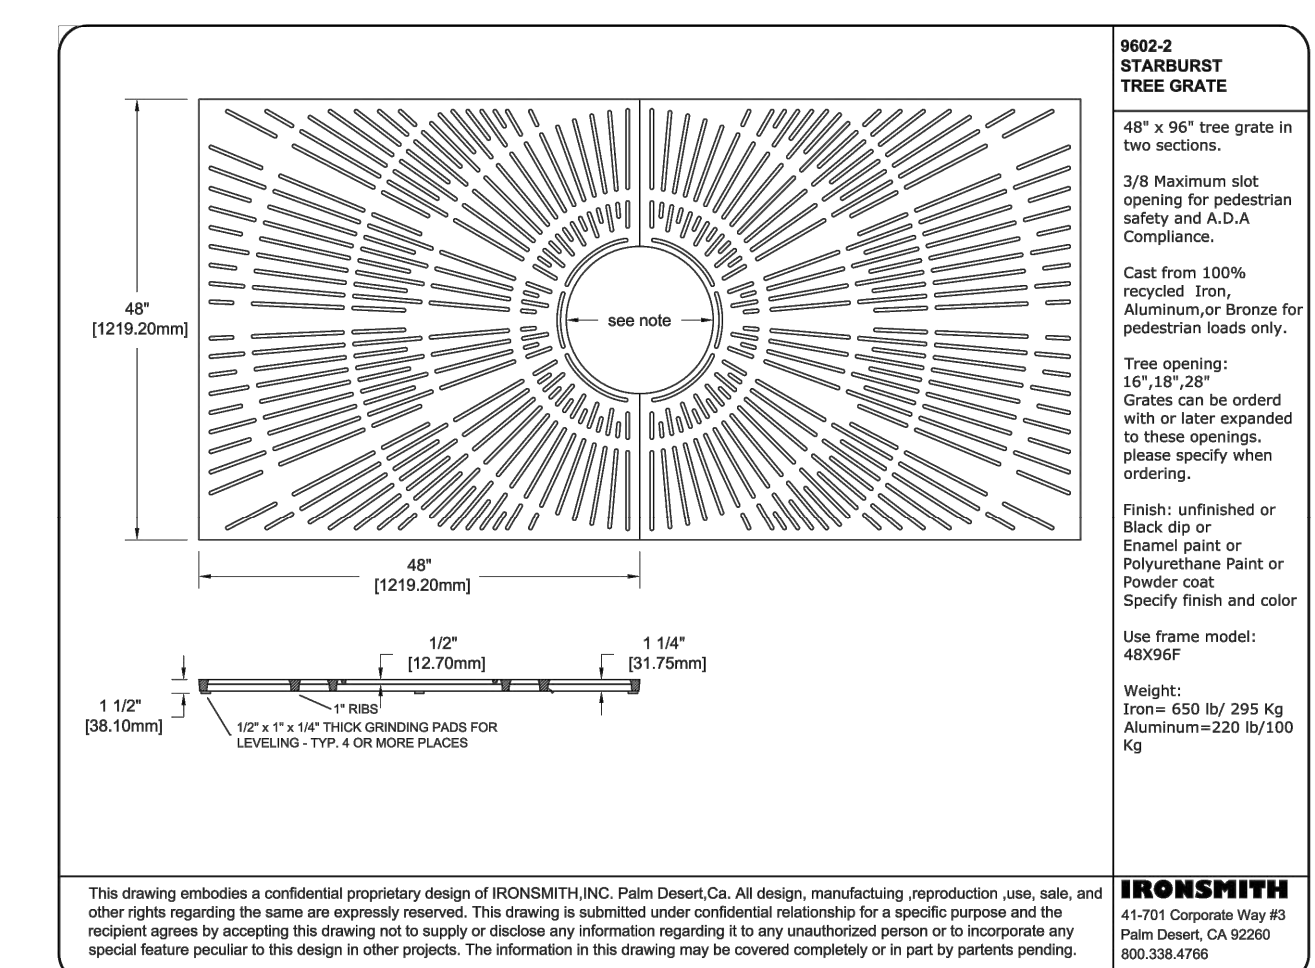 9602-2
STARBURST
TREE GRATE
48" x 96" tree grate in
two sections.
3/8 Maximum slot
opening for pedestrian
safety and A.D.A
Compliance.
Cast from 100%
recycled Iron,
Aluminum,or Bronze for
pedestrian loads only.
Tree opening:
16",18",28"
Grates can be orderd
with or later expanded
to these openings.
please specify when
ordering.
Finish: unfinished or
Black dip or
Enamel paint or
Polyurethane Paint or
Powder coat
Specify finish and color
Use frame model:
48X96F
Weight:
Iron= 650 lb/ 295 Kg
Aluminum=220 lb/100
Kg
48"
[1219.20mm]
see note
48"
[1219.20mm]
1/2"
[12.70mm]
1 1/4"
[31.75mm]
1 1/2"
[38.10mm]
1" RIBS
1/2" x 1" x 1/4" THICK GRINDING PADS FOR
LEVELING - TYP. 4 OR MORE PLACES
This drawing embodies a confidential proprietary design of IRONSMITH,INC. Palm Desert,Ca. All design, manufactuing ,reproduction ,use, sale, and
other rights regarding the same are expressly reserved. This drawing is submitted under confidential relationship for a specific purpose and the
recipient agrees by accepting this drawing not to supply or disclose any information regarding it to any unauthorized person or to incorporate any
special feature peculiar to this design in other projects. The information in this drawing may be covered completely or in part by partents pending.
IRONSMITH
41-701 Corporate Way #3
Palm Desert, CA 92260
800.338.4766